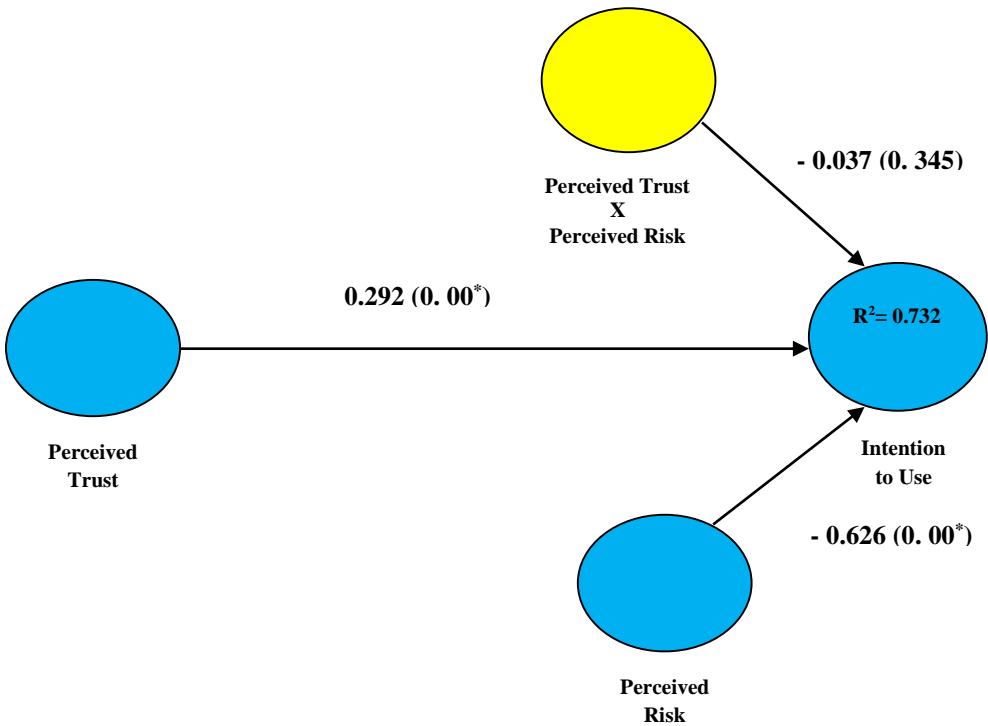 Perceived Trust
X
Perceived Risk
- 0.037 (0. 345)
0.292 (0. 00*)
R²= 0.732
Perceived
Trust
Intention
to Use
- 0.626 (0. 00*)
Perceived
Risk